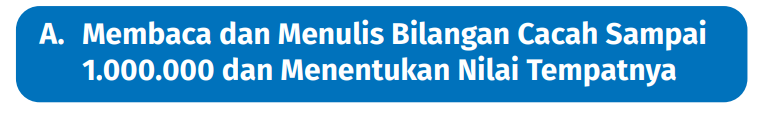 A. Membaca dan Menulis Bilangan Cacah Sampai
1.000.000 dan Menentukan Nilai Tempatnya